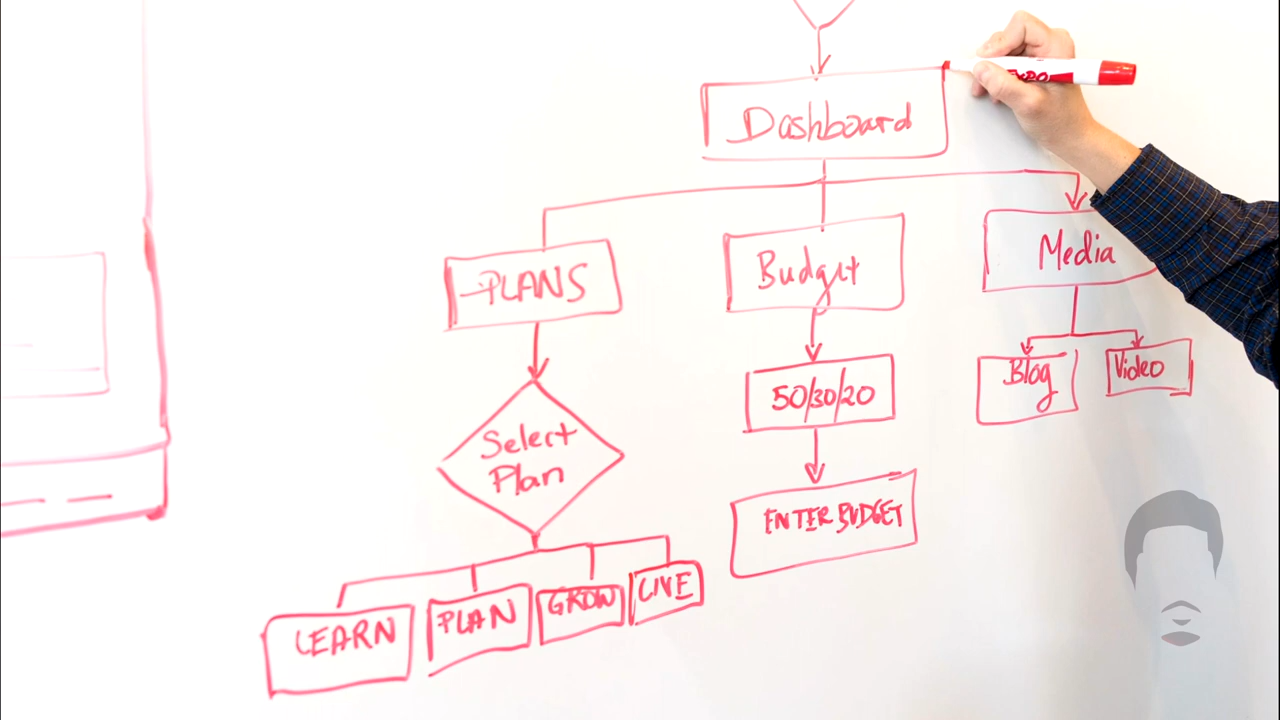 EXPO
Dashboard
PLANS
Budget
Media
50/30/20
Blog
Video
Select
Plan
ENTER BUDGET
LEARN
PLAN
GROW
LIVE